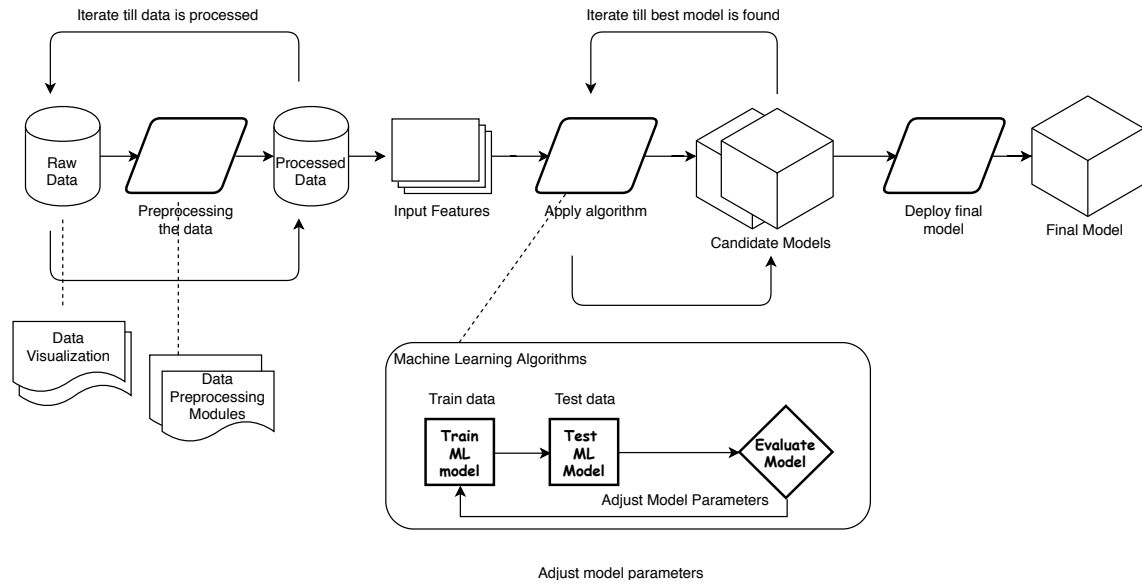 Iterate till data is processed
Iterate till best model is found
Raw
Data
Processed
Data
Preprocessing
the data
Input Features
Apply algorithm
Candidate Models
Deploy final
model
Final Model
Data
Visualization
Data
Preprocessing
Modules
Machine Learning Algorithms
Train data
Test data
Train
ML
model
Test
ML
Model
Evaluate
Model
Adjust Model Parameters
Adjust model parameters